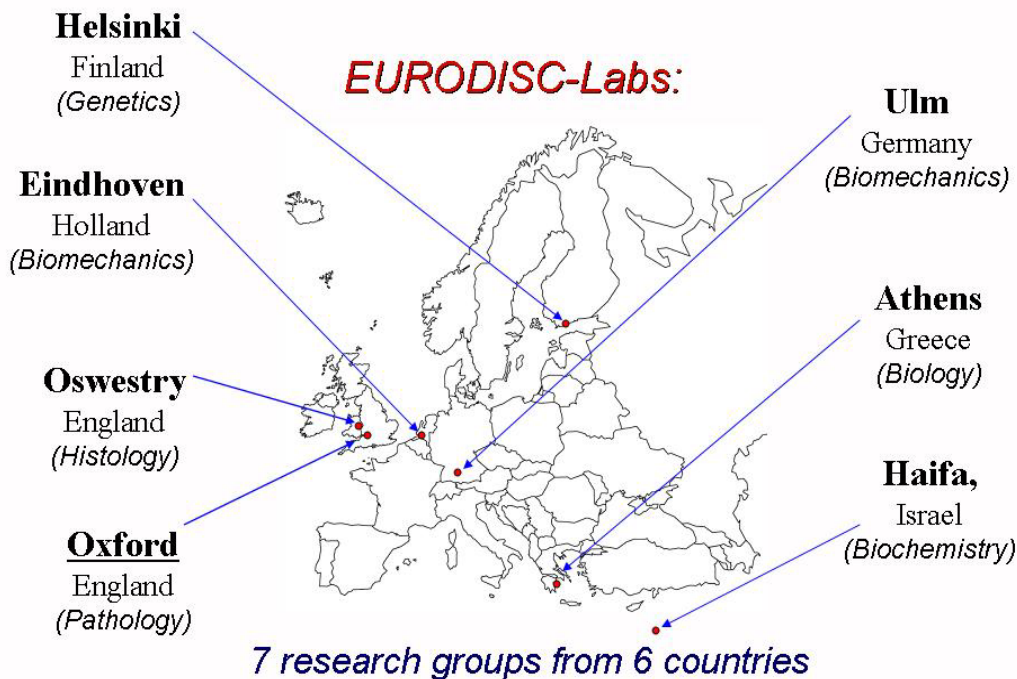 EURODISC-Labs:
Helsinki
Finland
(Genetics)
Eindhoven
Holland
(Biomechanics)
Oswestry
England
(Histology)
Oxford
England
(Pathology)
Ulm
Germany
(Biomechanics)
Athens
Greece
(Biology)
Haifa,
Israel
(Biochemistry)
7 research groups from 6 countries